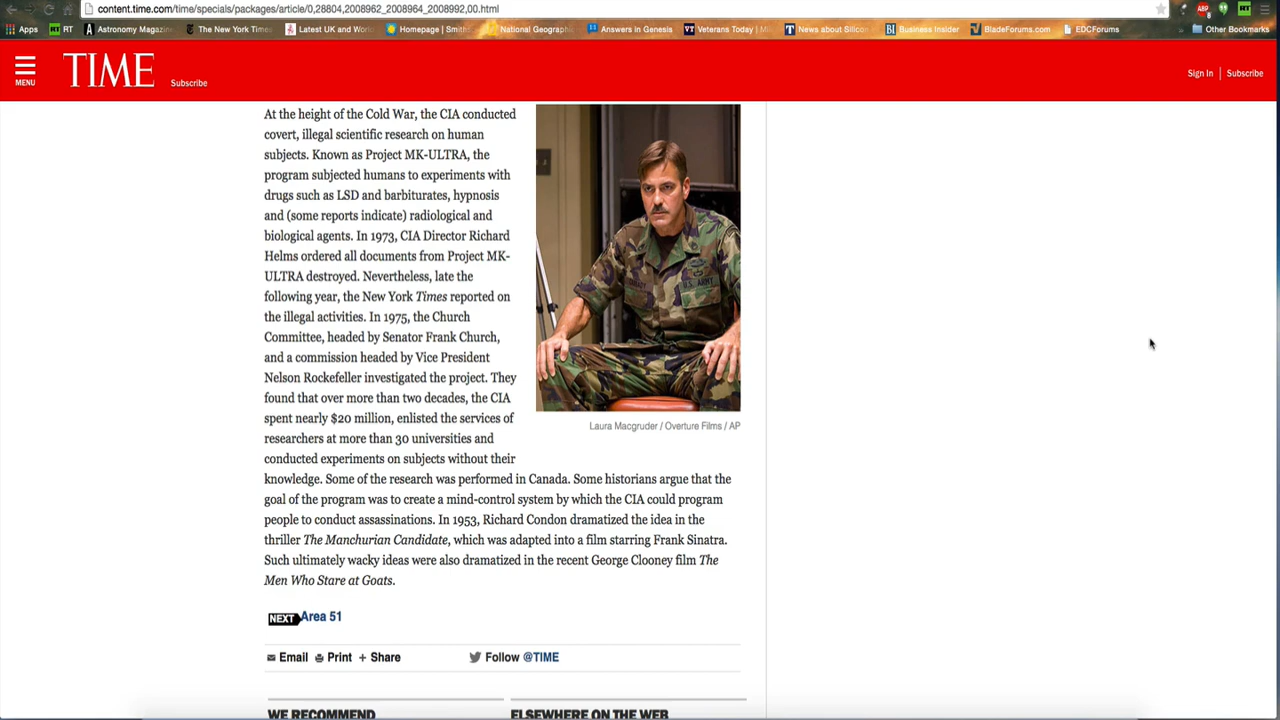 content.time.com/time/specials/packages/article/0,28804,2008962_2008964_2008992,00.html
Apps RT Astronomy Magazin The New York Times Latest UK and Worl Homepage | Smiths National Geograph Answers in Genesis Veterans Today | Mi News about Silicon Business Insider BladeForums.com EDCForums Other Bookmarks
MENU TIME Subscribe Sign In | Subscribe
At the height of the Cold War, the CIA conducted
covert, illegal scientific research on human
subjects. Known as Project MK-ULTRA, the
program subjected humans to experiments with
drugs such as LSD and barbiturates, hypnosis
and (some reports indicate) radiological and
biological agents. In 1973, CIA Director Richard
Helms ordered all documents from Project MK-
ULTRA destroyed. Nevertheless, late the
following year, the New York Times reported on
the illegal activities. In 1975, the Church
Committee, headed by Senator Frank Church,
and a commission headed by Vice President
Nelson Rockefeller investigated the project. They
found that over more than two decades, the CIA
spent nearly $20 million, enlisted the services of
researchers at more than 30 universities and
conducted experiments on subjects without their
knowledge. Some of the research was performed in Canada. Some historians argue that the
goal of the program was to create a mind-control system by which the CIA could program
people to conduct assassinations. In 1953, Richard Condon dramatized the idea in the
thriller The Manchurian Candidate, which was adapted into a film starring Frank Sinatra.
Such ultimately wacky ideas were also dramatized in the recent George Clooney film The
Men Who Stare at Goats.
U.S. ARMY
Laura Macgruder / Overture Films / AP
NEXT Area 51
Email Print + Share Follow @TIME
WE RECOMMEND ELSEWHERE ON THE WEB